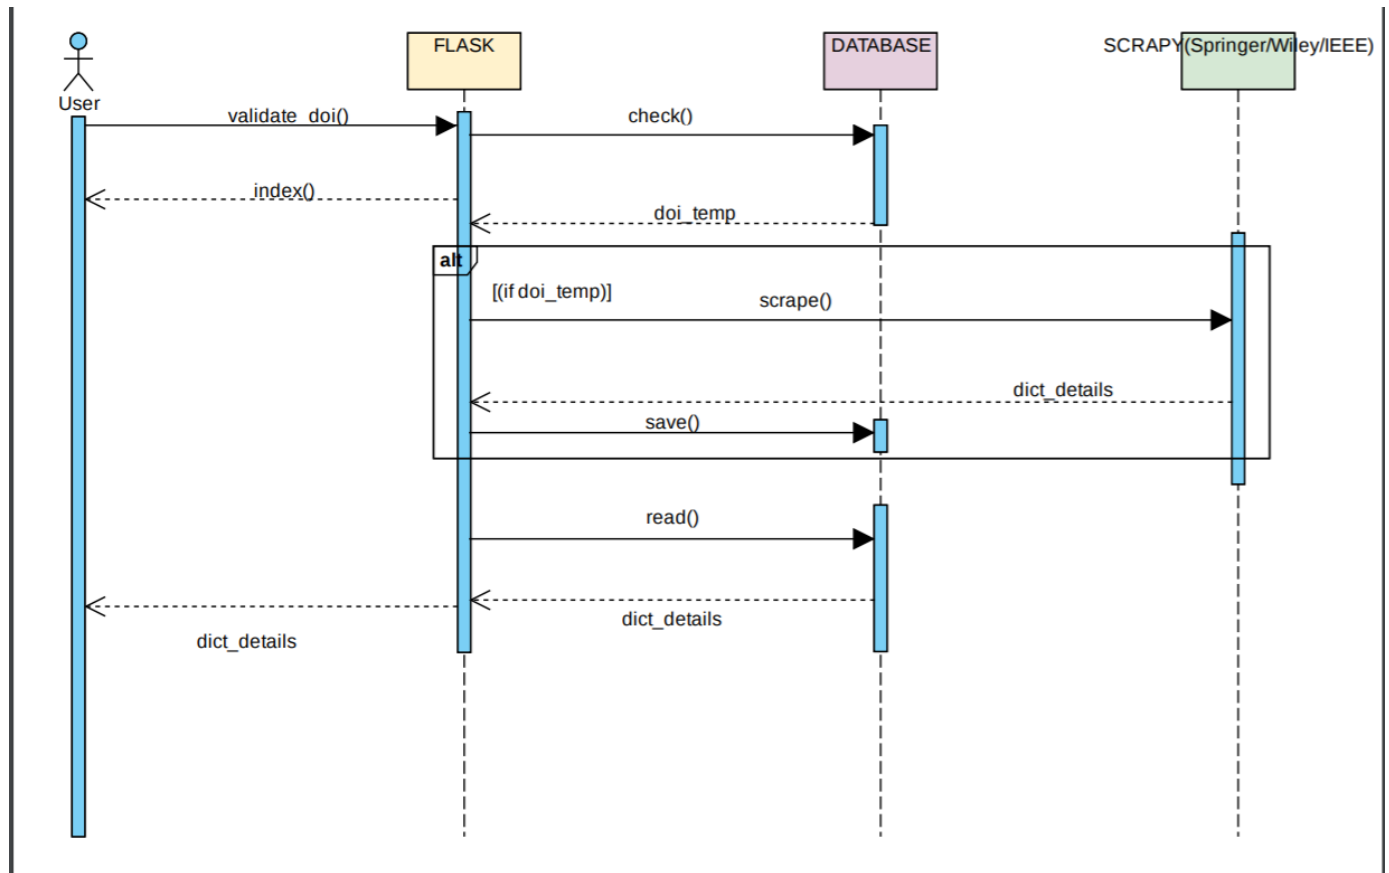 FLASK
DATABASE
SCRAPY(Springer/Wiley/IEEE)
User
validate_doi()
check()
index()
doi_temp
alt
[(if doi_temp)]
scrape()
dict_details
save()
read()
dict_details
dict_details